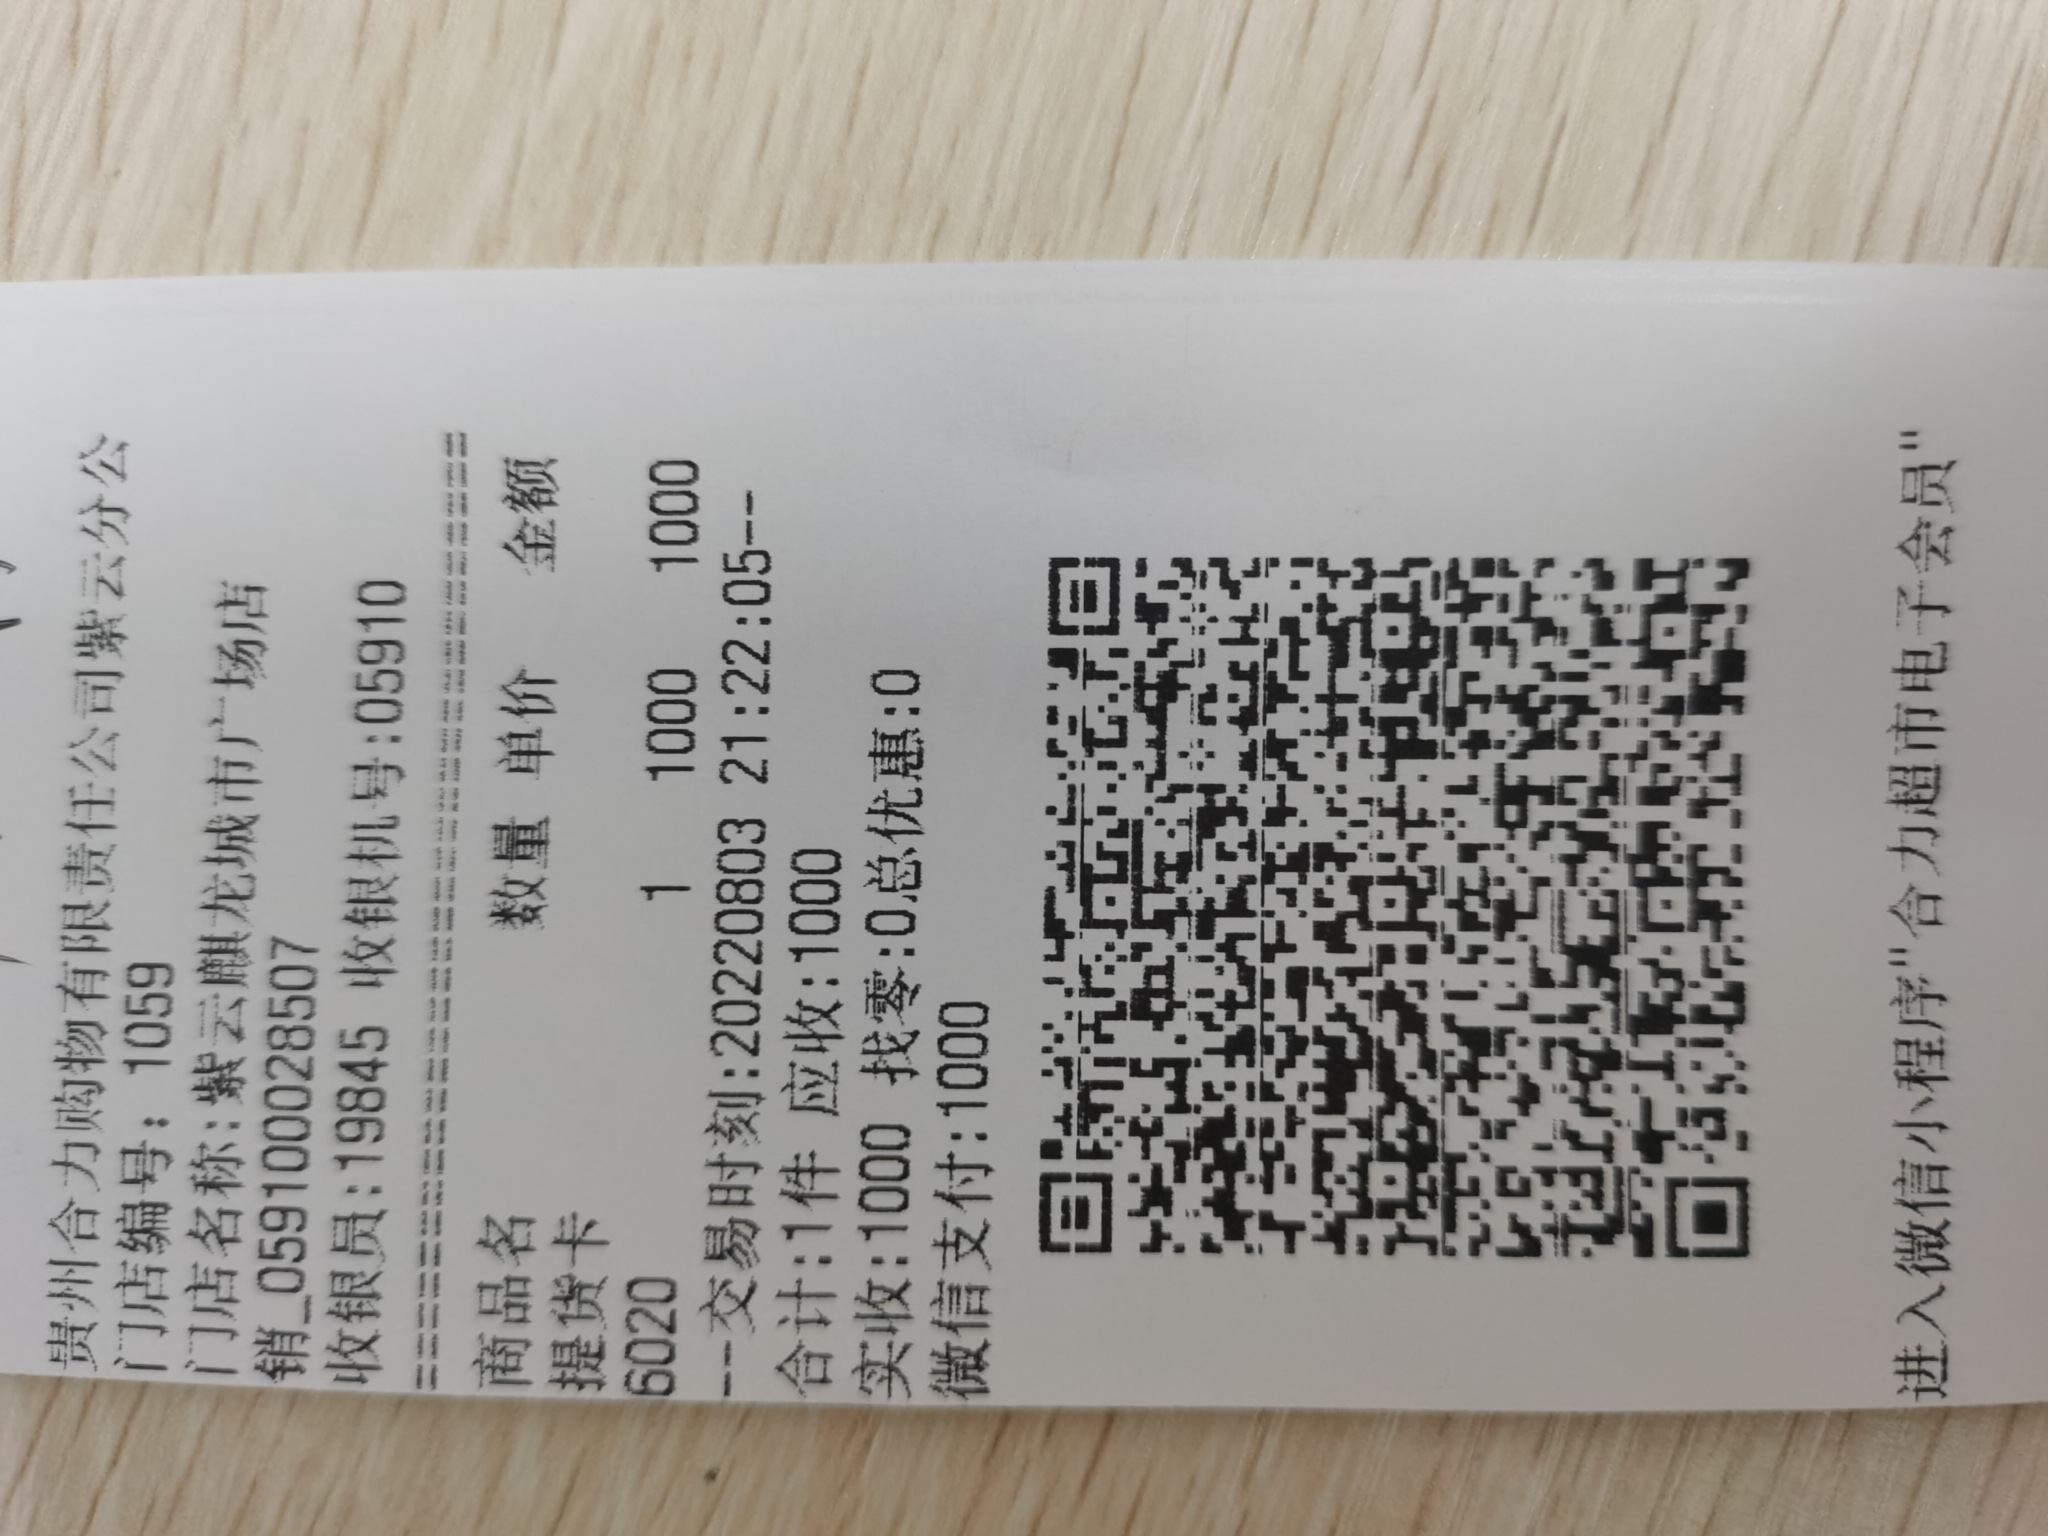 贵州合力购物有限责任公司紫云分公
门店编号: 1059
门店名称:紫云麒龙城市广场店
销_0591000028507
收银员:19845 收银机号:05910
================================
商品名 数量 单价 金额
提货卡
6020 1 1000 1000
--交易时刻:20220803 21:22:05--
合计:1件 应收:1000
实收:1000 找零:0总优惠:0
微信支付:1000
进入微信小程序"合力超市电子会员"